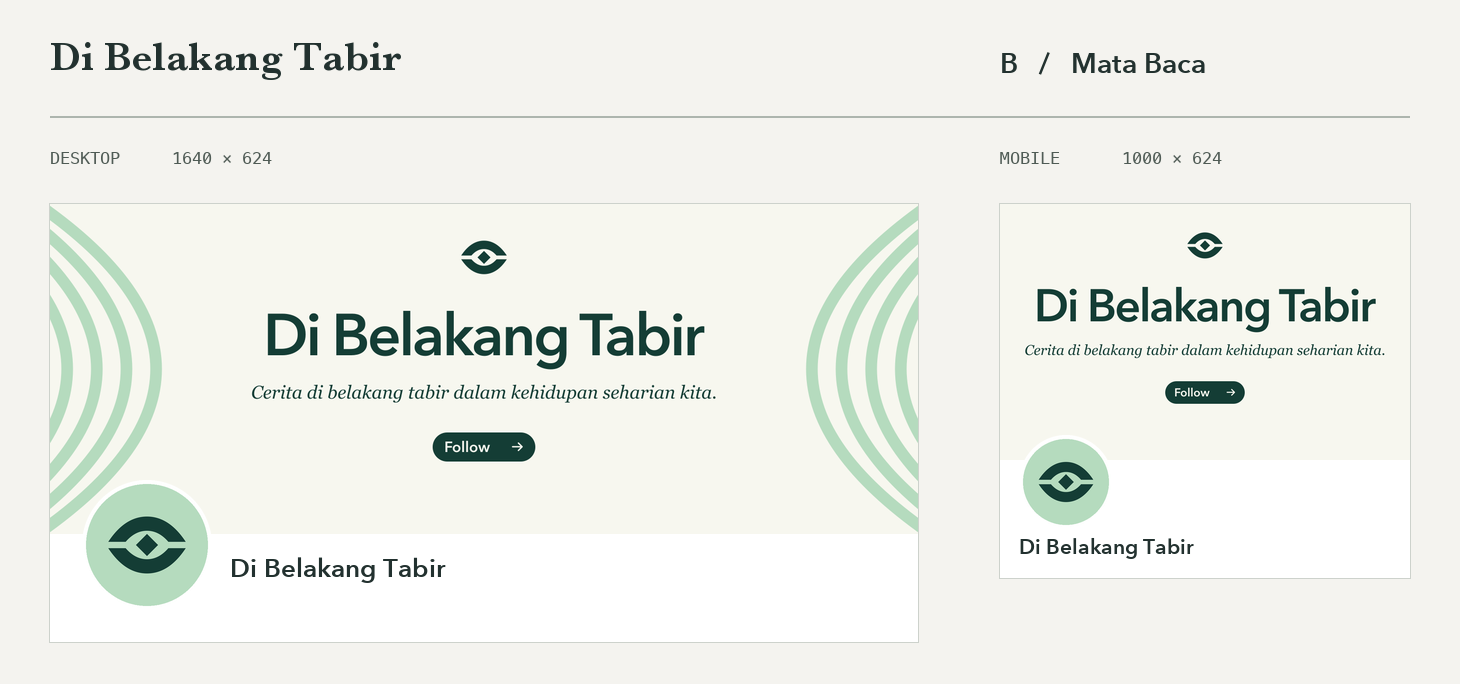 Di Belakang Tabir
B / Mata Baca
DESKTOP 1640 × 624
MOBILE 1000 × 624
Di Belakang Tabir
Cerita di belakang tabir dalam kehidupan seharian kita.
Follow →
Di Belakang Tabir
Di Belakang Tabir
Cerita di belakang tabir dalam kehidupan seharian kita.
Follow →
Di Belakang Tabir